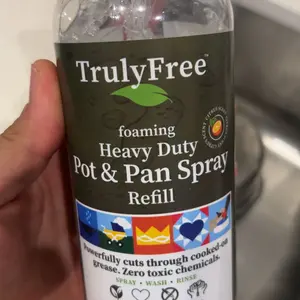 TrulyFree™
foaming
Heavy Duty
Pot & Pan Spray
Refill
Powerfully cuts through cooked-on
grease. Zero toxic chemicals.
SPRAY • WASH • RINSE